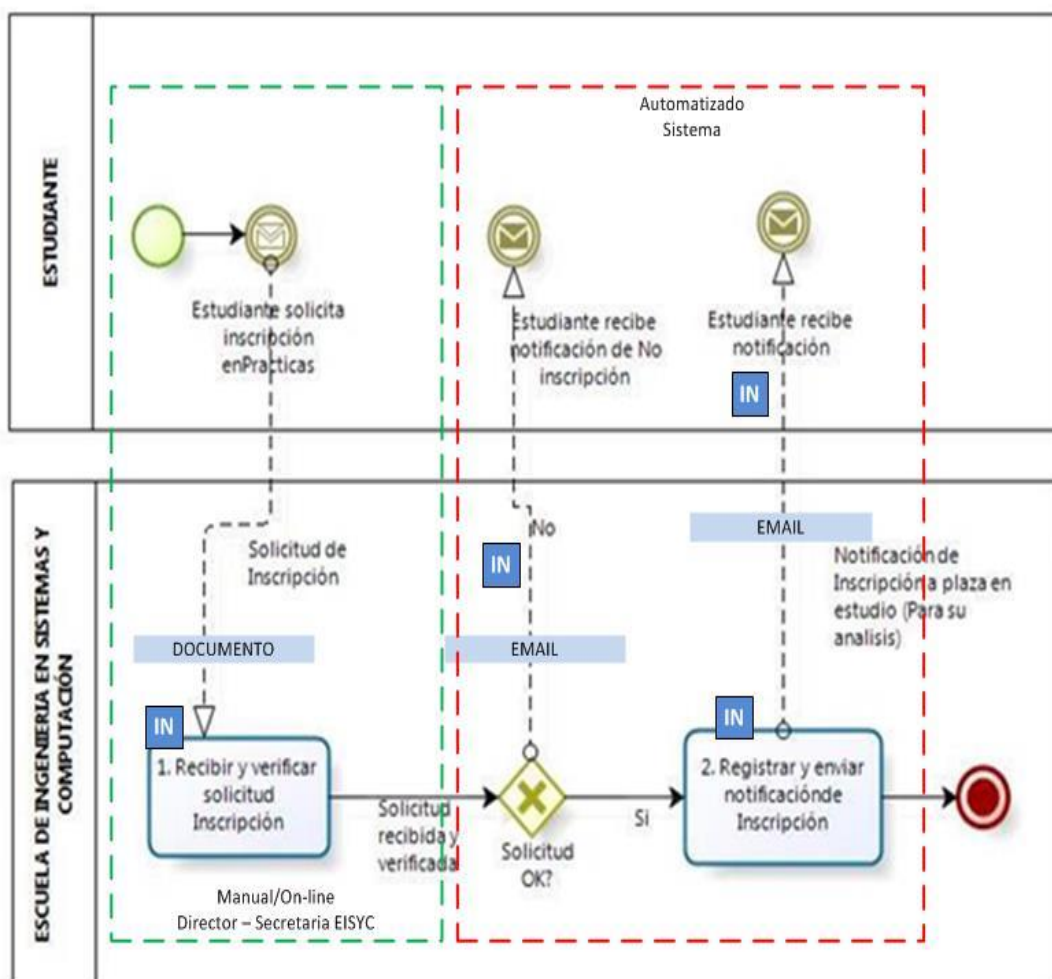 ESTUDIANTE
Automatizado
Sistema
Estudiante solicita
inscripción
enPracticas
Estudiante recibe
notificación de No
inscripción
Estudiante recibe
notificación
IN
ESCUELA DE INGENIERIA EN SISTEMAS Y
COMPUTACIÓN
Solicitud de
Inscripción
DOCUMENTO
IN
1. Recibir y verificar
solicitud
Inscripción
Manual/On-line
Director – Secretaria EISYC
Solicitud
recibida y
verificada
No
IN
EMAIL
Solicitud
OK?
Si
EMAIL
Notificación de
Inscripción a plaza en
estudio (Para su
analisis)
IN
2. Registrar y enviar
notificaciónde
Inscripción